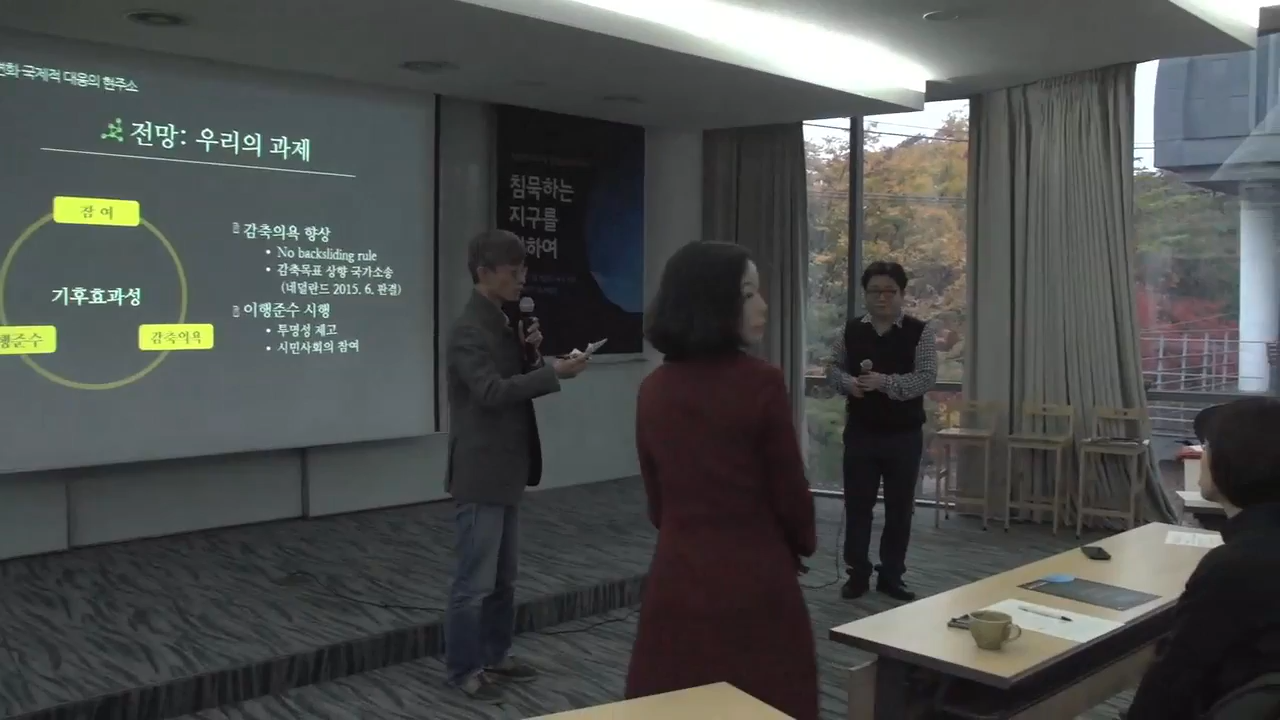 국제적 대응의 현주소
전망: 우리의 과제
참여
기후효과성
행준수
감축의욕
감축의욕 향상
• No backsliding rule
• 감축목표 상향 국가소송
(네덜란드 2015. 6. 판결)
이행준수 시행
• 투명성 제고
• 시민사회의 참여
침묵하는
지구를
하여